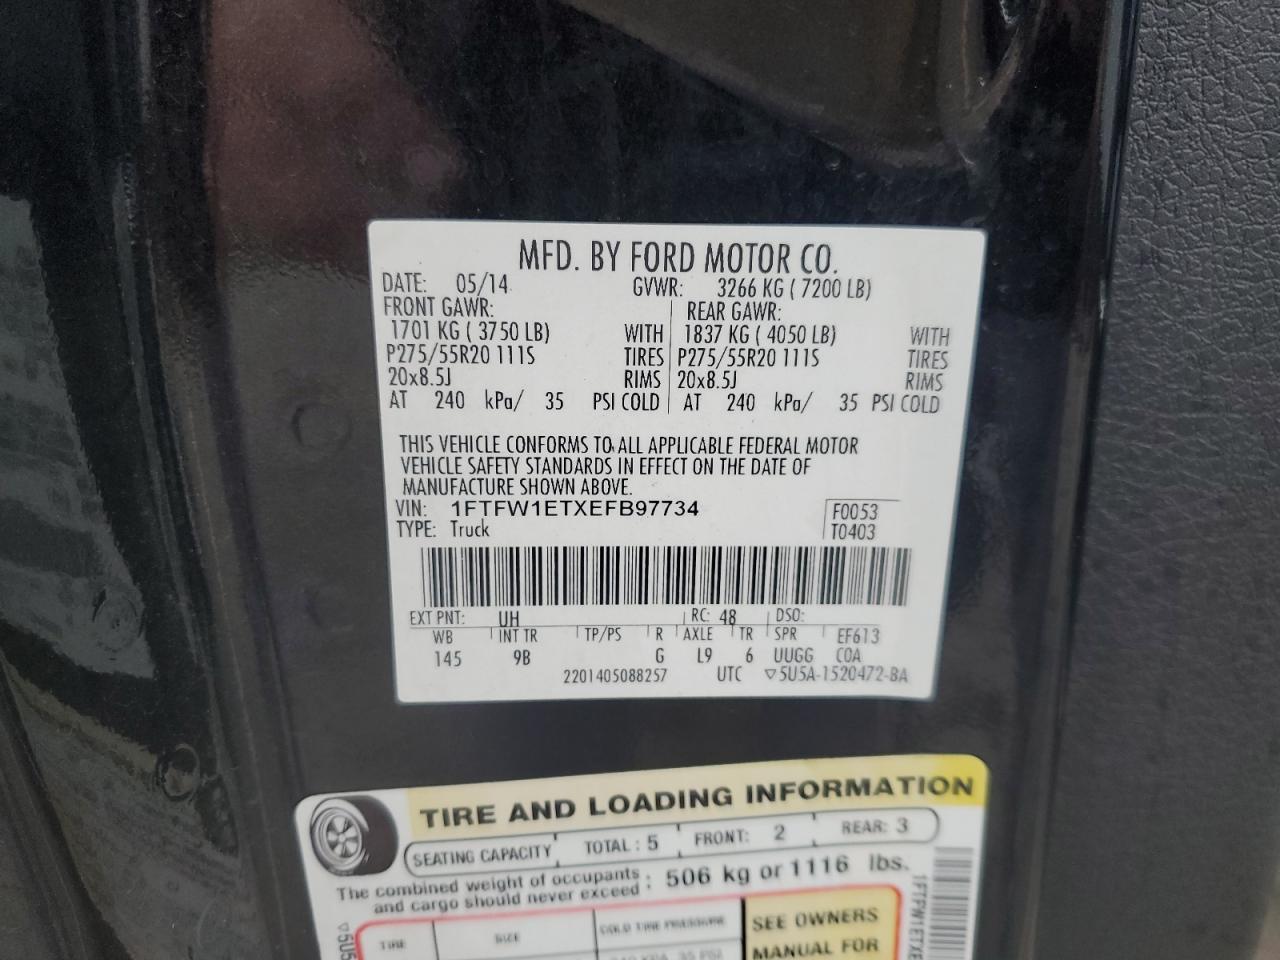 MFD. BY FORD MOTOR CO.
DATE: 05/14 GVWR: 3266 KG ( 7200 LB)
FRONT GAWR: REAR GAWR:
1701 KG ( 3750 LB) WITH 1837 KG ( 4050 LB) WITH
P275/55R20 111S TIRES P275/55R20 111S TIRES
20x8.5J RIMS 20x8.5J RIMS
AT 240 kPa/ 35 PSI COLD AT 240 kPa/ 35 PSI COLD
THIS VEHICLE CONFORMS TO ALL APPLICABLE FEDERAL MOTOR
VEHICLE SAFETY STANDARDS IN EFFECT ON THE DATE OF
MANUFACTURE SHOWN ABOVE.
VIN: 1FTFW1ETXEFB97734 F0053
TYPE: Truck T0403
EXT PNT: UH RC: 48 DSO:
WB INT TR TP/PS R AXLE TR SPR EF613
145 9B G L9 6 UUGG COA
2201405088257 UTC ▽5U5A-1520472-BA
TIRE AND LOADING INFORMATION
SEATING CAPACITY TOTAL : 5 FRONT: 2 REAR: 3
The combined weight of occupants
and cargo should never exceed : 506 kg or 1116 lbs.
TIRE SIZE COLD TIRE PRESSURE SEE OWNERS
MANUAL FOR
▽5U5